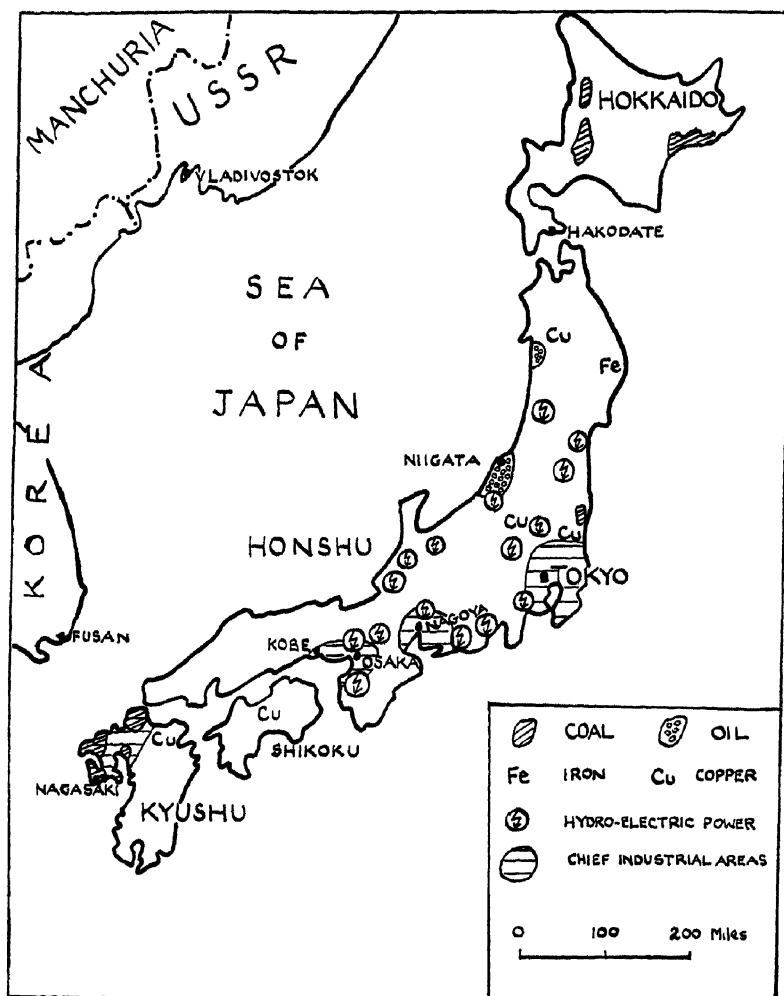 MANCHURIA
USSR
VLADIVOSTOK
HOKKAIDO
HAKODATE
SEA
OF
JAPAN
KOREA
Cu
Fe
NIIGATA
HONSHU
Cu
Cu
TOKYO
NAGOYA
FUSAN
KOBE
OSAKA
Cu
SHIKOKU
Cu
NAGASAKI
KYUSHU
COAL
OIL
Fe IRON
Cu COPPER
HYDRO-ELECTRIC POWER
CHIEF INDUSTRIAL AREAS
0 100 200 Miles